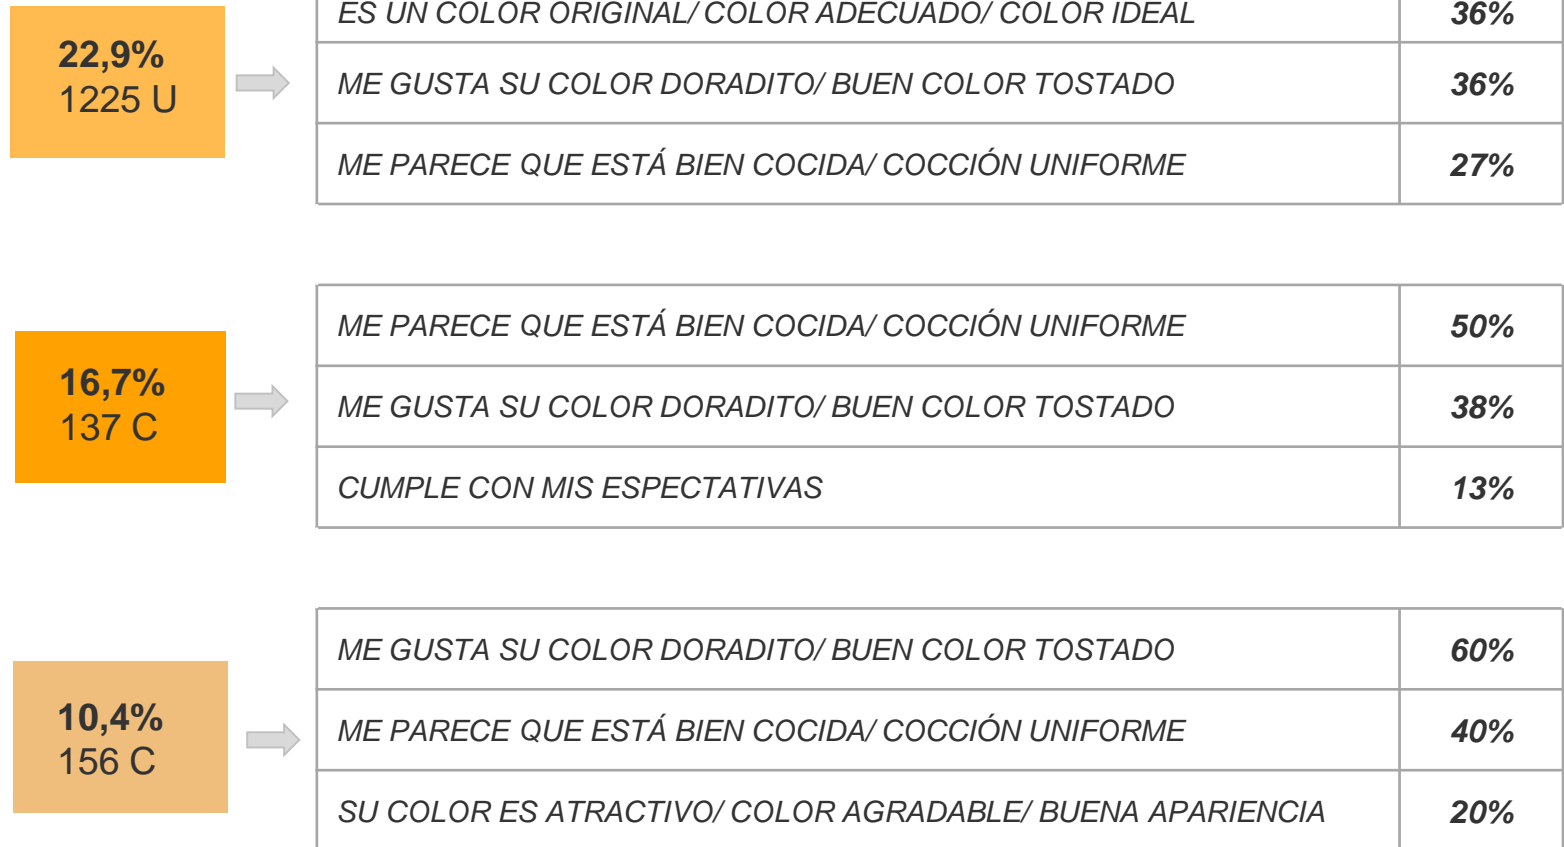 ES UN COLOR ORIGINAL/ COLOR ADECUADO/ COLOR IDEAL 36%
22,9%
1225 U
ME GUSTA SU COLOR DORADITO/ BUEN COLOR TOSTADO 36%
ME PARECE QUE ESTÁ BIEN COCIDA/ COCCIÓN UNIFORME 27%
ME PARECE QUE ESTÁ BIEN COCIDA/ COCCIÓN UNIFORME 50%
16,7%
137 C
ME GUSTA SU COLOR DORADITO/ BUEN COLOR TOSTADO 38%
CUMPLE CON MIS ESPECTATIVAS 13%
ME GUSTA SU COLOR DORADITO/ BUEN COLOR TOSTADO 60%
10,4%
156 C
ME PARECE QUE ESTÁ BIEN COCIDA/ COCCIÓN UNIFORME 40%
SU COLOR ES ATRACTIVO/ COLOR AGRADABLE/ BUENA APARIENCIA 20%